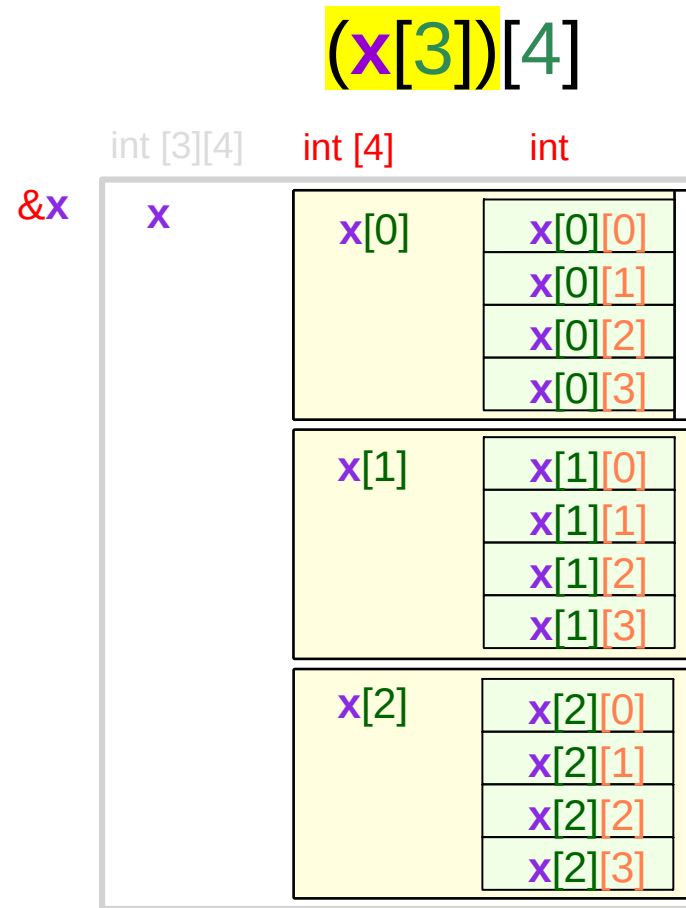 (x[3])[4]
int [3][4] int [4] int
&x x x[0] x[0][0]
x[0][1]
x[0][2]
x[0][3]
x[1] x[1][0]
x[1][1]
x[1][2]
x[1][3]
x[2] x[2][0]
x[2][1]
x[2][2]
x[2][3]